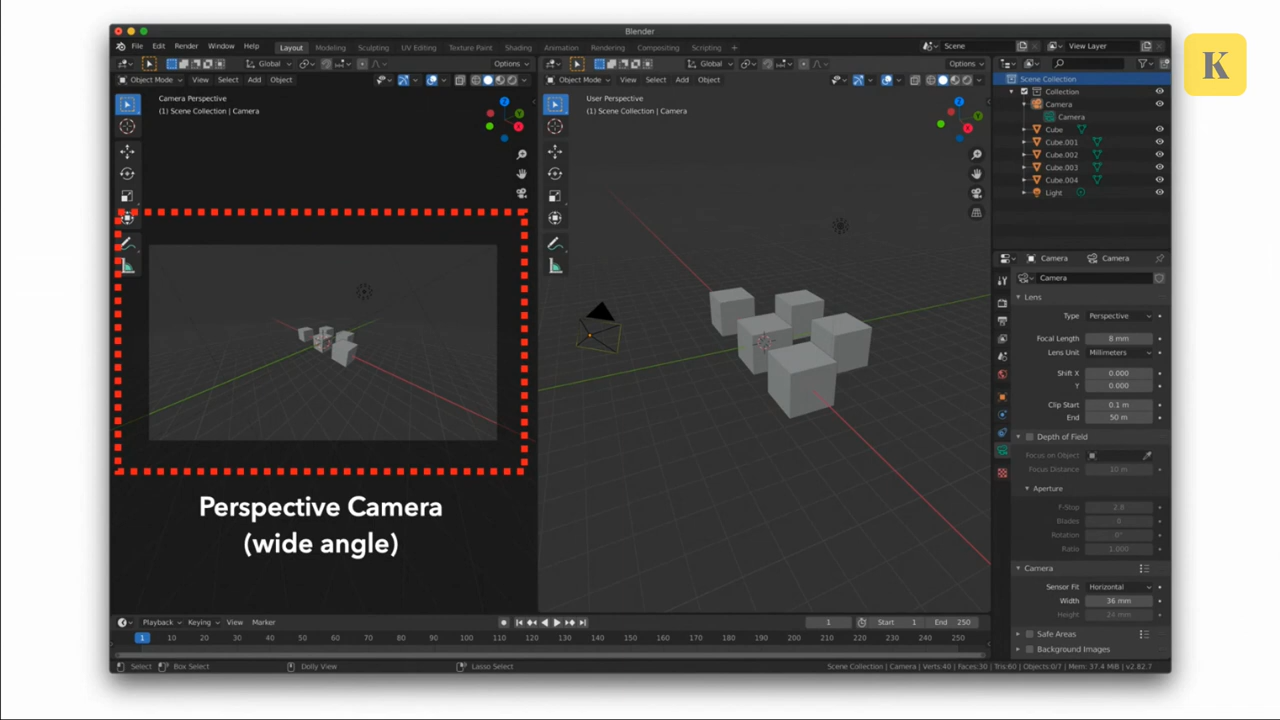 Blender
File Edit Render Window Help Layout Modeling Sculpting UV Editing Texture Paint Shading Animation Rendering Compositing Scripting + Scene View Layer
K
Global Options Global Options
Object Mode View Select Add Object Object Mode View Select Add Object
Scene Collection
Collection
Camera
Camera
Cube
Cube.001
Cube.002
Cube.003
Cube.004
Light
Camera Perspective
(1) Scene Collection | Camera
User Perspective
(1) Scene Collection | Camera
Z
Y
X
Z
Y
X
Perspective Camera
(wide angle)
Camera Camera
Camera
Lens
Type Perspective
Focal Length 8 mm
Lens Unit Millimeters
Shift X 0.000
Y 0.000
Clip Start 0.1 m
End 50 m
Depth of Field
Focus on Object
Focus Distance 10 m
Aperture
F-Stop 2.8
Blades 0
Rotation 0°
Ratio 1.000
Camera
Sensor Fit Horizontal
Width 36 mm
Height 24 mm
Safe Areas
Background Images
Playback Keying View Marker 1 Start 1 End 250
1 10 20 30 40 50 60 70 80 90 100 110 120 130 140 150 160 170 180 190 200 210 220 230 240 250
Select Box Select Dolly View Lasso Select Scene Collection | Camera | Verts:40 | Faces:30 | Tris:60 | Objects:0/7 | Mem: 37.4 MiB | v2.82.7